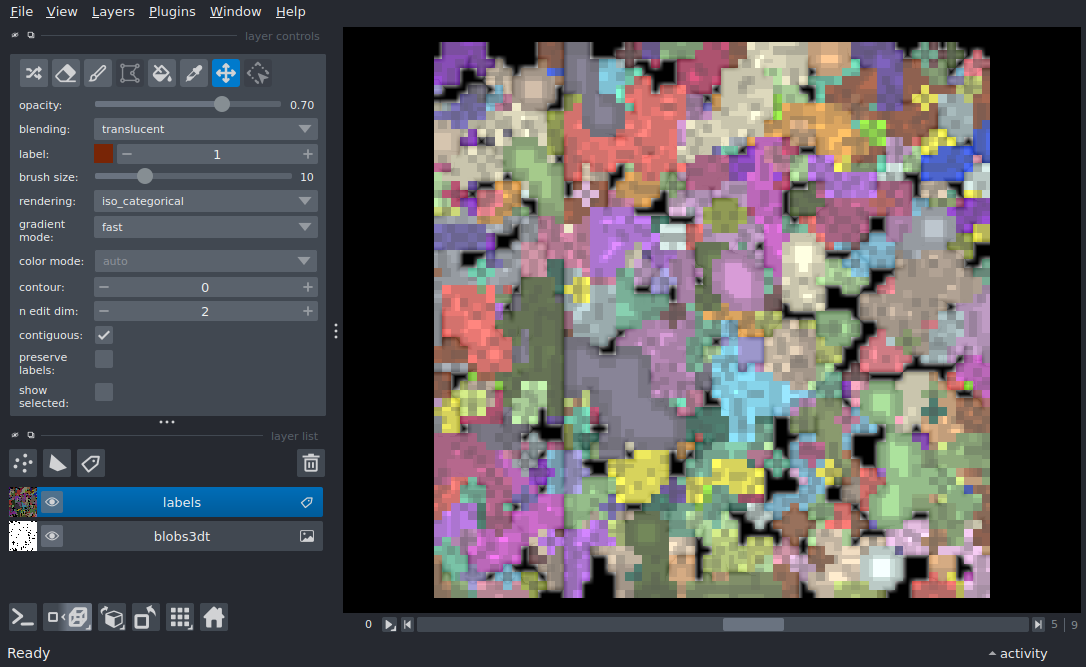 File View Layers Plugins Window Help
layer controls
opacity: 0.70
blending: translucent
label: 1
brush size: 10
rendering: iso_categorical
gradient
mode: fast
color mode: auto
contour: 0
n edit dim: 2
contiguous:
preserve
labels:
show
selected:
layer list
labels
blobs3dt
0 5 | 9
Ready activity